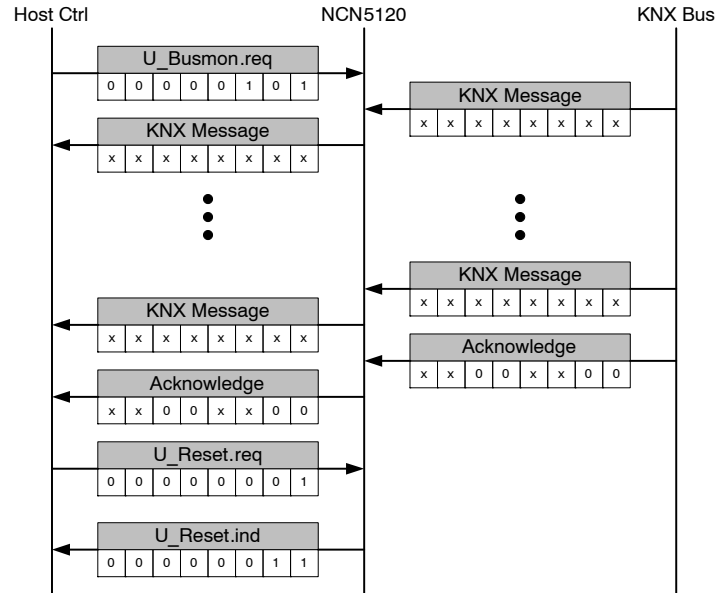 Host Ctrl NCN5120 KNX Bus
U_Busmon.req
0 0 0 0 0 1 0 1
KNX Message
x x x x x x x x
KNX Message
x x x x x x x x
KNX Message
x x x x x x x x
KNX Message
x x x x x x x x
Acknowledge
x x 0 0 x x 0 0
Acknowledge
x x 0 0 x x 0 0
U_Reset.req
0 0 0 0 0 0 0 1
U_Reset.ind
0 0 0 0 0 0 1 1